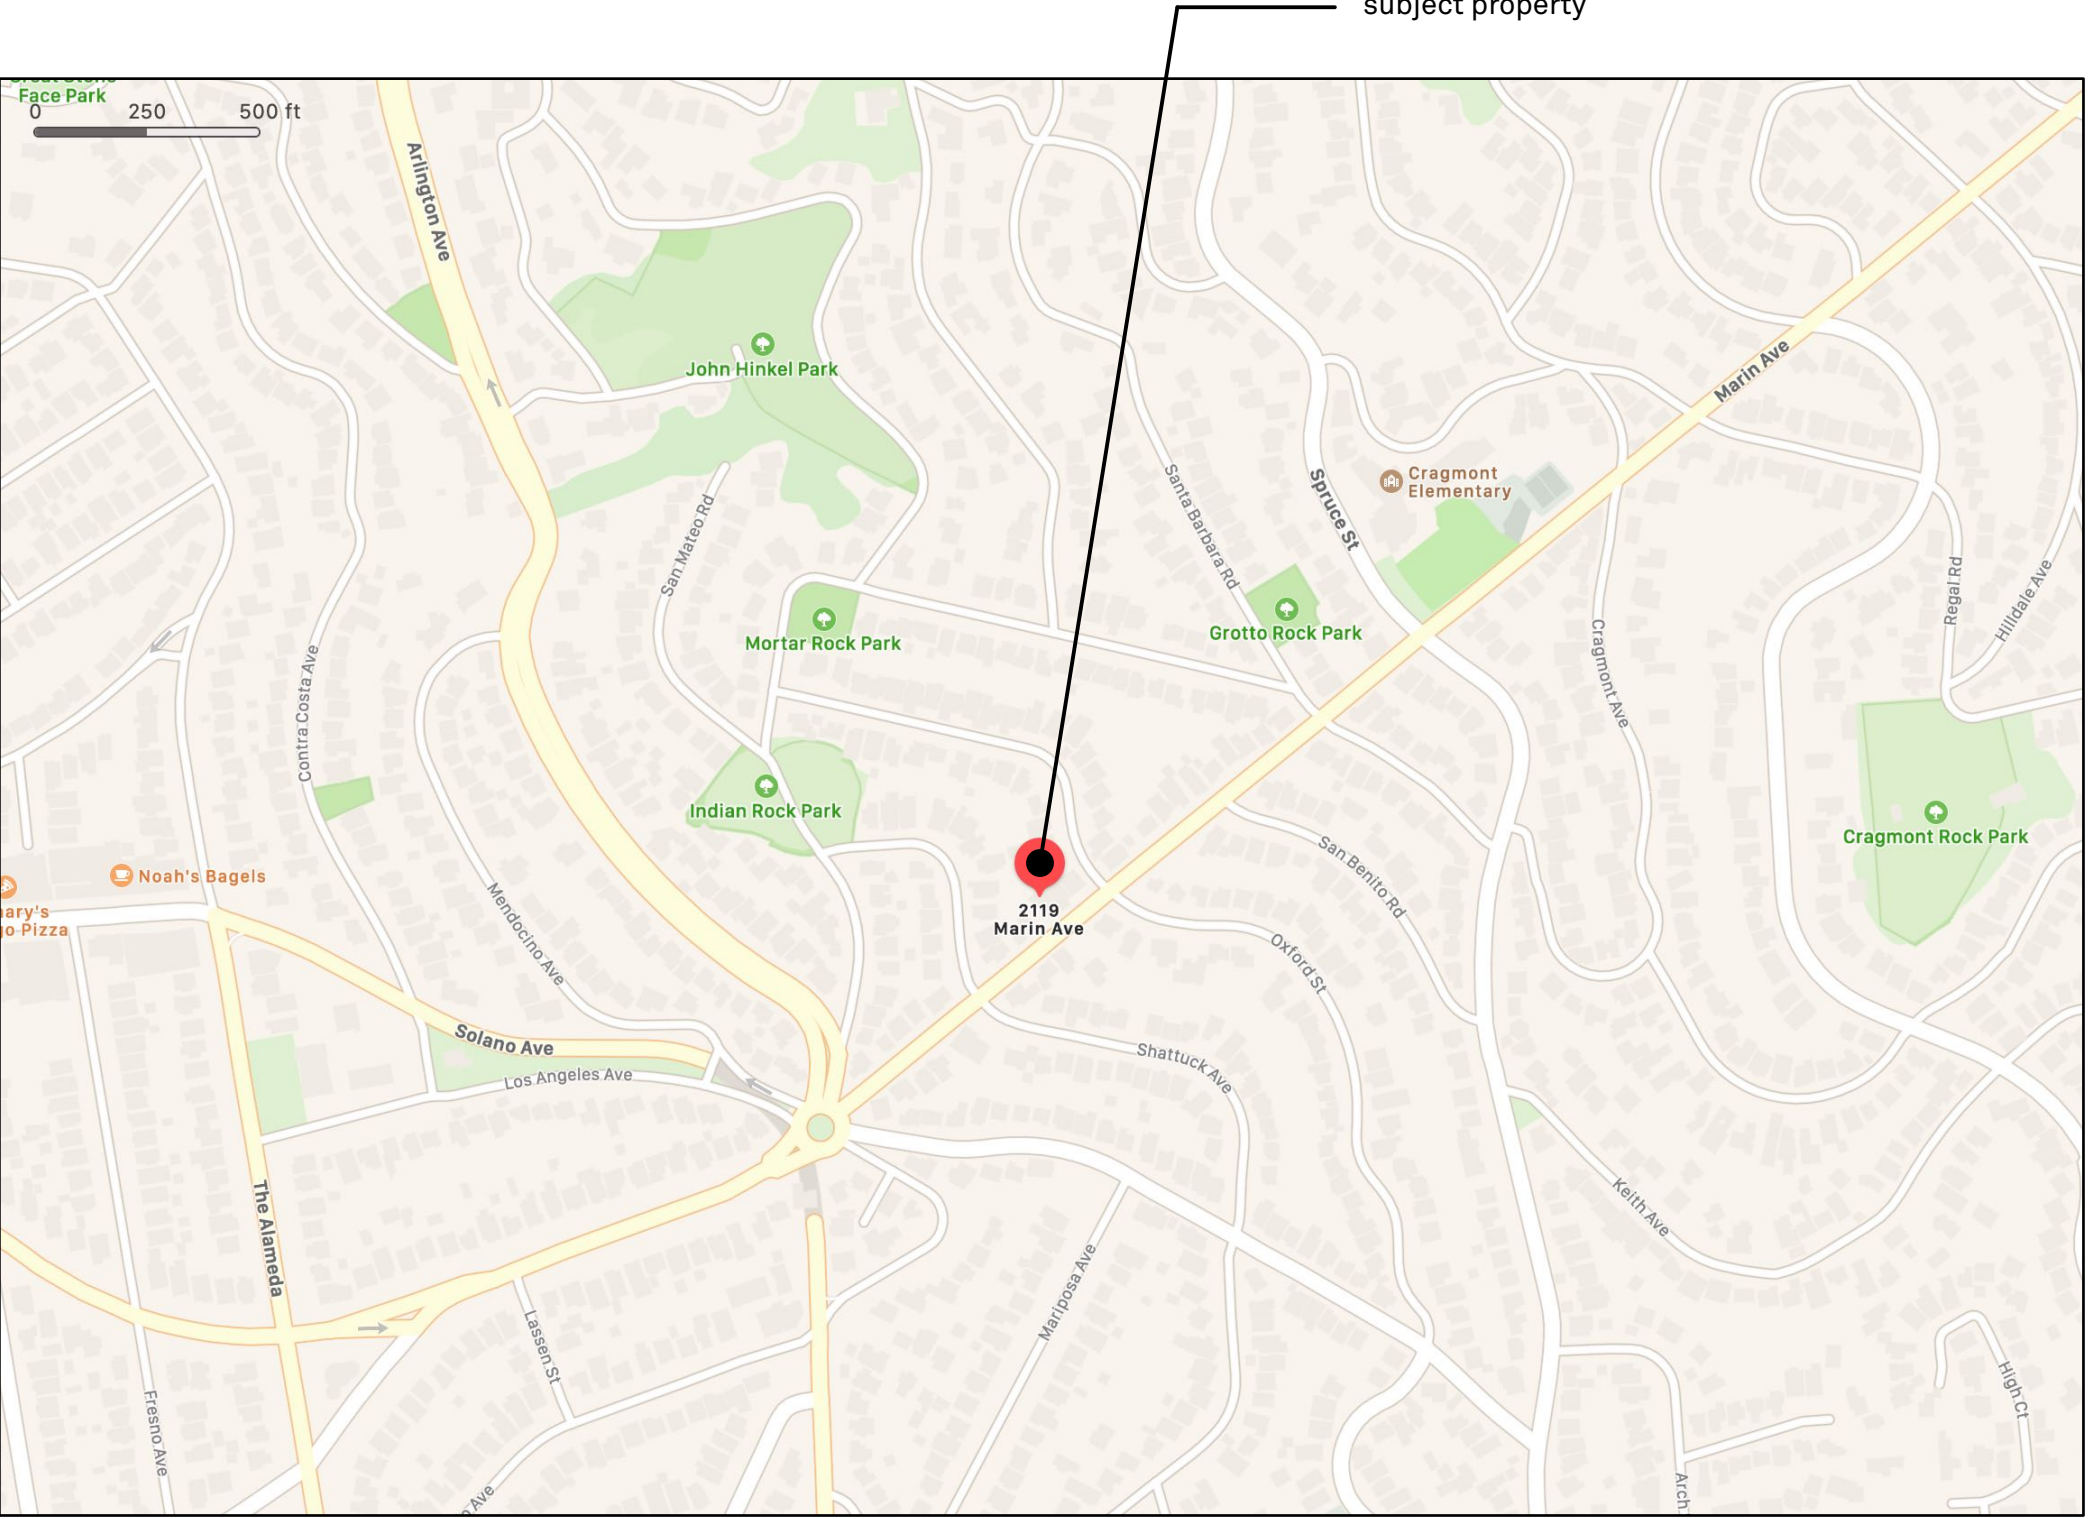 subject property
Face Park
0 250 500 ft
Arlington Ave
John Hinkel Park
Marin Ave
Cragmont
Elementary
Spruce St
Santa Barbara Rd
San Mateo Rd
Mortar Rock Park
Grotto Rock Park
Regal Rd
Hilldale Ave
Cragmont Ave
Contra Costa Ave
Indian Rock Park
Cragmont Rock Park
Noah's Bagels
Mendocino Ave
2119
Marin Ave
San Benito Rd
Oxford St
go Pizza
Solano Ave
Los Angeles Ave
Shattuck Ave
The Alameda
Keith Ave
Mariposa Ave
Lassen St
Fresno Ave
High Ct
Arch
Ave